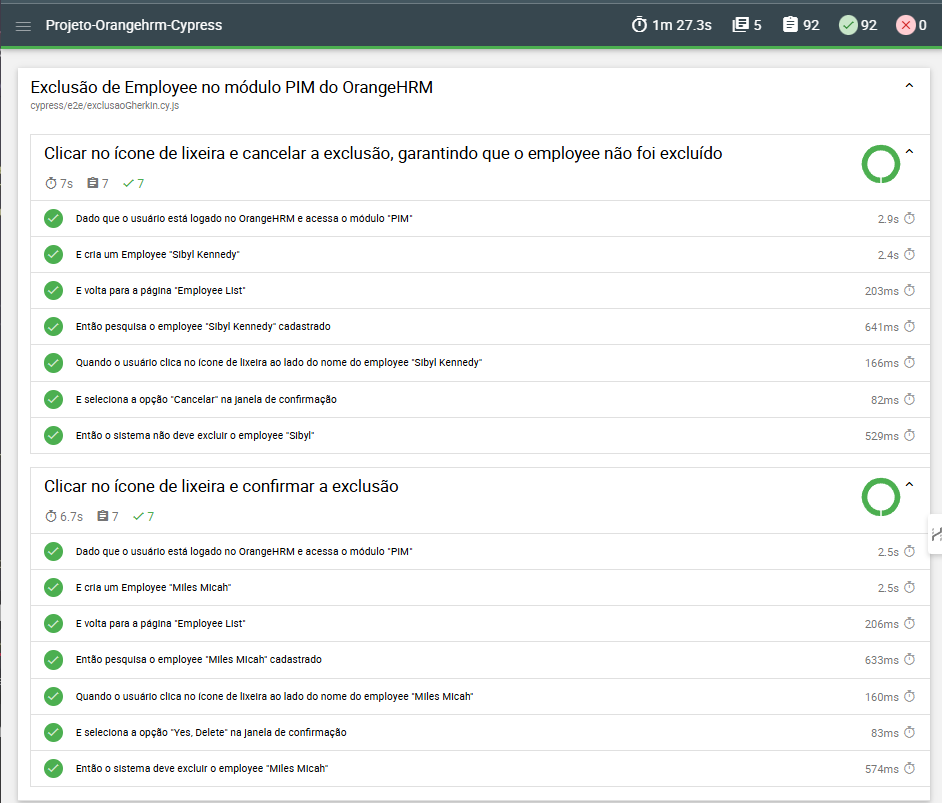 Projeto-Orangehrm-Cypress
1m 27.3s 5 92 92 0
Exclusão de Employee no módulo PIM do OrangeHRM
cypress/e2e/exclusaoGherkin.cy.js
Clicar no ícone de lixeira e cancelar a exclusão, garantindo que o employee não foi excluído
7s 7 7
Dado que o usuário está logado no OrangeHRM e acessa o módulo "PIM" 2.9s
E cria um Employee "Sibyl Kennedy" 2.4s
E volta para a página "Employee List" 203ms
Então pesquisa o employee "Sibyl Kennedy" cadastrado 641ms
Quando o usuário clica no ícone de lixeira ao lado do nome do employee "Sibyl Kennedy" 166ms
E seleciona a opção "Cancelar" na janela de confirmação 82ms
Então o sistema não deve excluir o employee "Sibyl" 529ms
Clicar no ícone de lixeira e confirmar a exclusão
6.7s 7 7
Dado que o usuário está logado no OrangeHRM e acessa o módulo "PIM" 2.5s
E cria um Employee "Miles Micah" 2.5s
E volta para a página "Employee List" 206ms
Então pesquisa o employee "Miles Micah" cadastrado 633ms
Quando o usuário clica no ícone de lixeira ao lado do nome do employee "Miles Micah" 160ms
E seleciona a opção "Yes, Delete" na janela de confirmação 83ms
Então o sistema deve excluir o employee "Miles Micah" 574ms